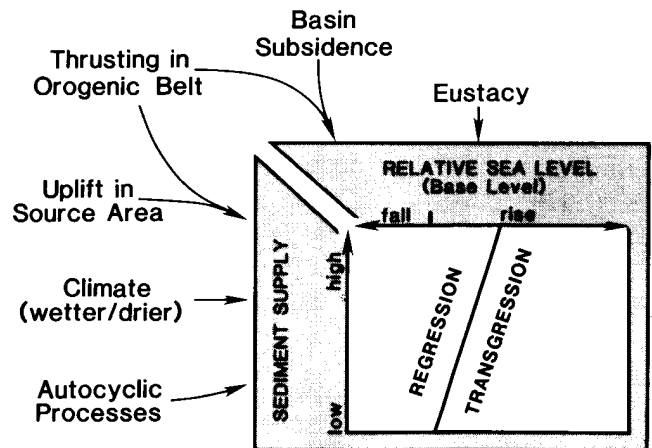 Basin
Subsidence
Thrusting in
Orogenic Belt
Eustacy
RELATIVE SEA LEVEL
(Base Level)
fall
rise
Uplift in
Source Area
Climate
(wetter/drier)
Autocyclic
Processes
SEDIMENT SUPPLY
high
low
REGRESSION
TRANSGRESSION